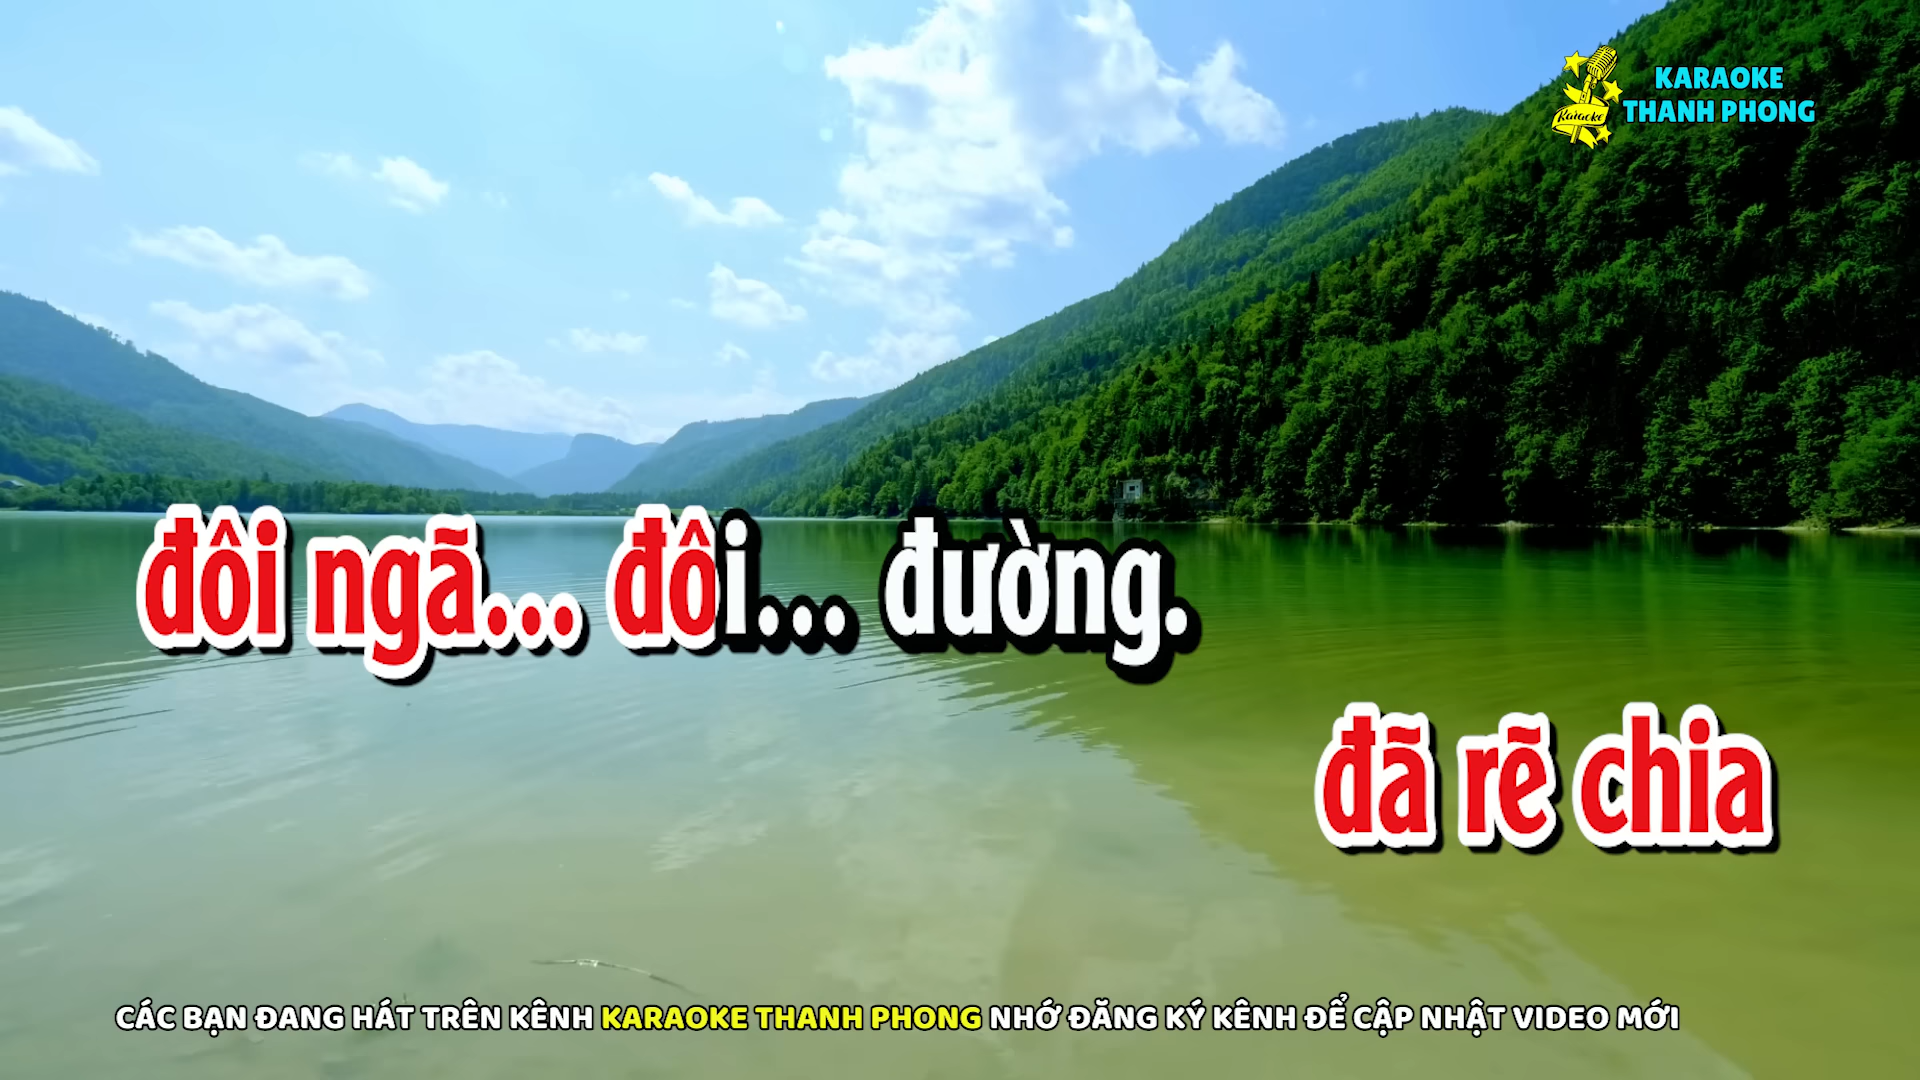 KARAOKE
THANH PHONG
Karaoke
đôi ngã... đôi... đường.
đã rẽ chia
CÁC BẠN ĐANG HÁT TRÊN KÊNH KARAOKE THANH PHONG NHỚ ĐĂNG KÝ KÊNH ĐỂ CẬP NHẬT VIDEO MỚI